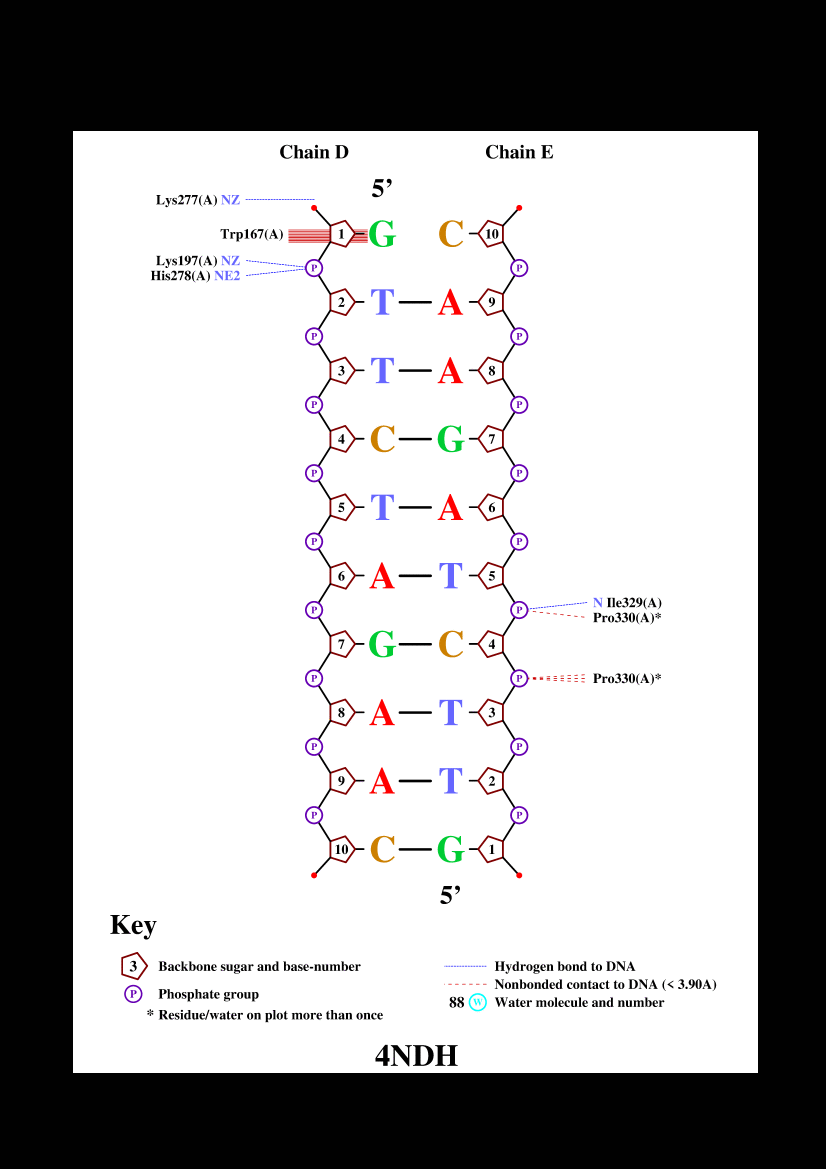 Chain D Chain E
5’
Lys277(A) NZ
Trp167(A) 1 G C 10
Lys197(A) NZ P P
His278(A) NE2
2 T A 9
P P
3 T A 8
P P
4 C G 7
P P
5 T A 6
P P
6 A T 5
N Ile329(A)
P P
Pro330(A)*
7 G C 4
P P Pro330(A)*
8 A T 3
P P
9 A T 2
P P
10 C G 1
5’
Key
3 Backbone sugar and base-number
P Phosphate group
* Residue/water on plot more than once
Hydrogen bond to DNA
Nonbonded contact to DNA (< 3.90A)
88 W Water molecule and number
4NDH